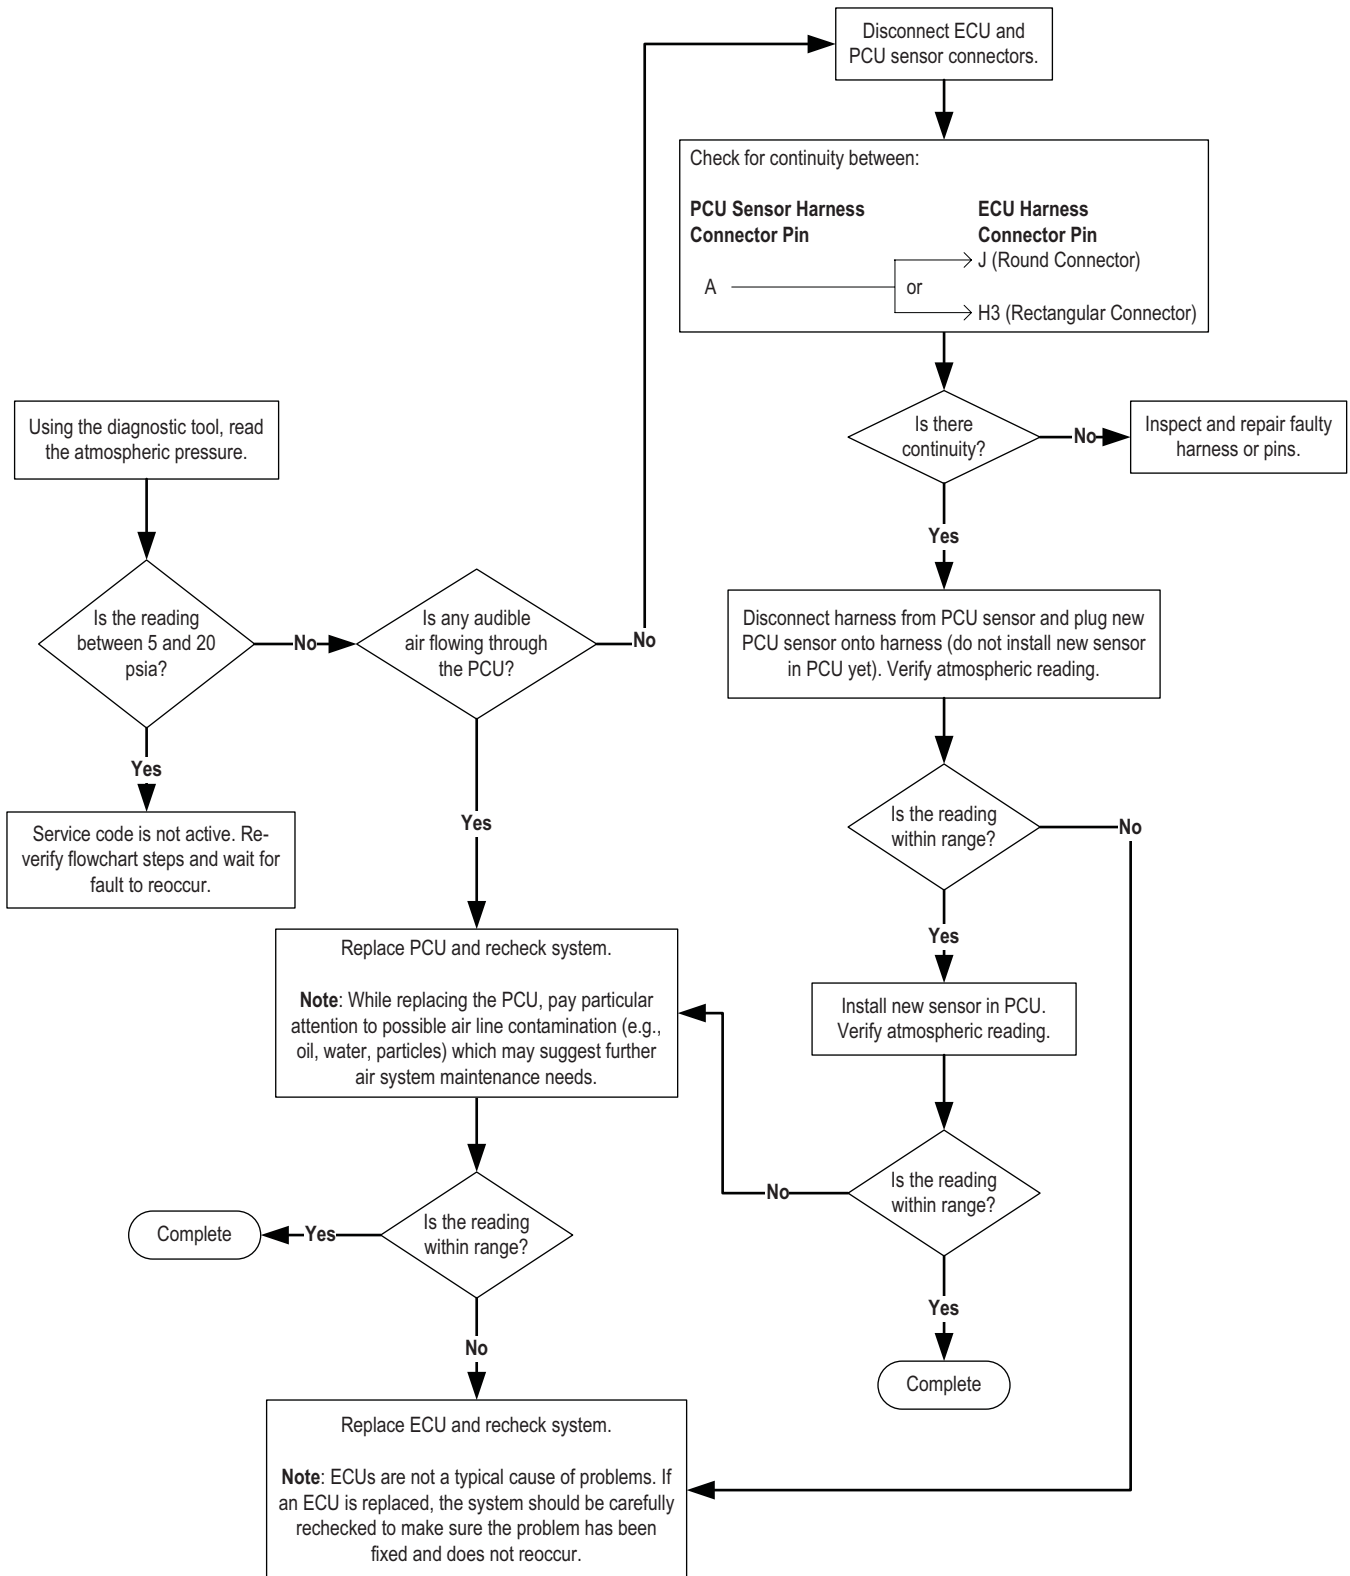 Disconnect ECU and
PCU sensor connectors.
Check for continuity between:
PCU Sensor Harness
Connector Pin
ECU Harness
Connector Pin
J (Round Connector)
A
or
H3 (Rectangular Connector)
Using the diagnostic tool, read
the atmospheric pressure.
Is there
continuity?
No
Inspect and repair faulty
harness or pins.
Yes
Is the reading
between 5 and 20
psia?
No
Is any audible
air flowing through
the PCU?
No
Disconnect harness from PCU sensor and plug new
PCU sensor onto harness (do not install new sensor
in PCU yet). Verify atmospheric reading.
Yes
Service code is not active. Re-
verify flowchart steps and wait for
fault to reoccur.
Yes
Is the reading
within range?
No
Yes
Replace PCU and recheck system.
Note: While replacing the PCU, pay particular
attention to possible air line contamination (e.g.,
oil, water, particles) which may suggest further
air system maintenance needs.
Install new sensor in PCU.
Verify atmospheric reading.
Is the reading
within range?
No
Yes
Complete
Is the reading
within range?
Yes
Complete
No
Replace ECU and recheck system.
Note: ECUs are not a typical cause of problems. If
an ECU is replaced, the system should be carefully
rechecked to make sure the problem has been
fixed and does not reoccur.